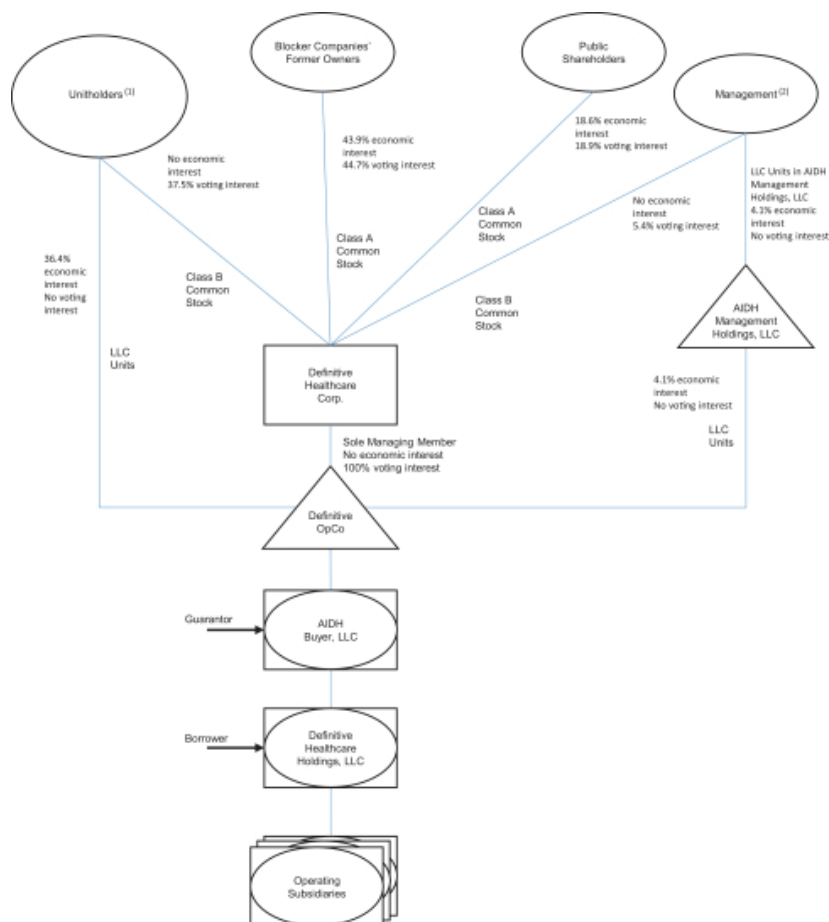 Unitholders (1)
Blocker Companies'
Former Owners
Public
Shareholders
Management (2)
No economic
interest
37.5% voting interest
43.9% economic
interest
44.7% voting interest
18.6% economic
interest
18.9% voting interest
No economic
interest
5.4% voting interest
LLC Units in AIDH
Management
Holdings, LLC
4.1% economic
interest
No voting interest
36.4%
economic
interest
No voting
interest
Class B
Common
Stock
Class A
Common
Stock
Class A
Common
Stock
Class B
Common
Stock
AIDH
Management
Holdings, LLC
LLC
Units
Definitive
Healthcare
Corp.
4.1% economic
interest
No voting interest
LLC
Units
Sole Managing Member
No economic interest
100% voting interest
Definitive
OpCo
Guarantor
AIDH
Buyer, LLC
Borrower
Definitive
Healthcare
Holdings, LLC
Operating
Subsidiaries